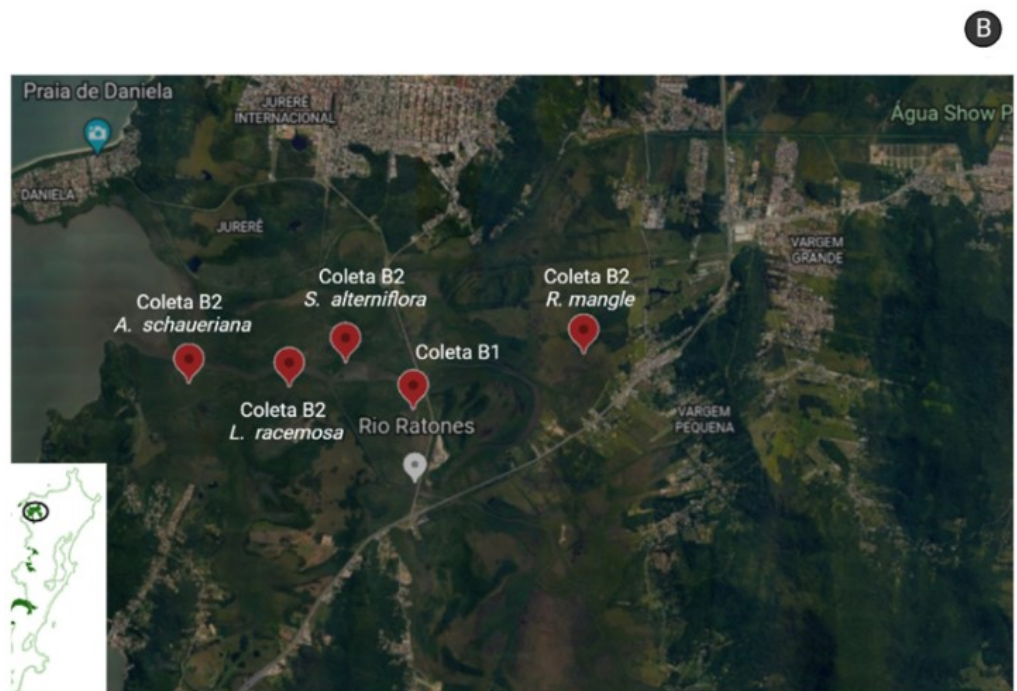 B
Praia de Daniela
JURERÊ
INTERNACIONAL
Água Show P
DANIELA
JURERÊ
VARGEM
GRANDE
Coleta B2
S. alterniflora
Coleta B2
R. mangle
Coleta B2
A. schaueriana
Coleta B1
Coleta B2
L. racemosa
Rio Ratones
VARGEM
PEQUENA